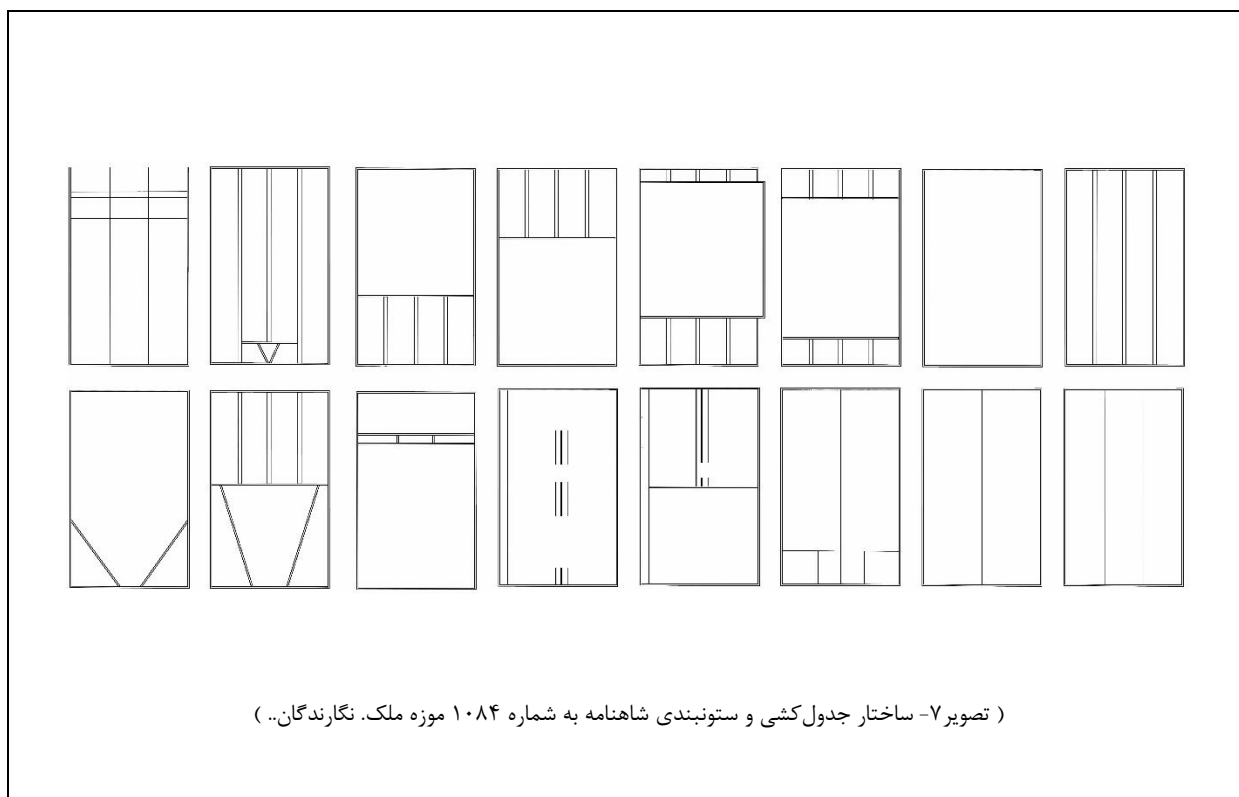 ( تصویر۷- ساختار جدول‌کشی و ستونبندی شاهنامه به شماره ۱۰۸۴ موزه ملک. نگارندگان.. )